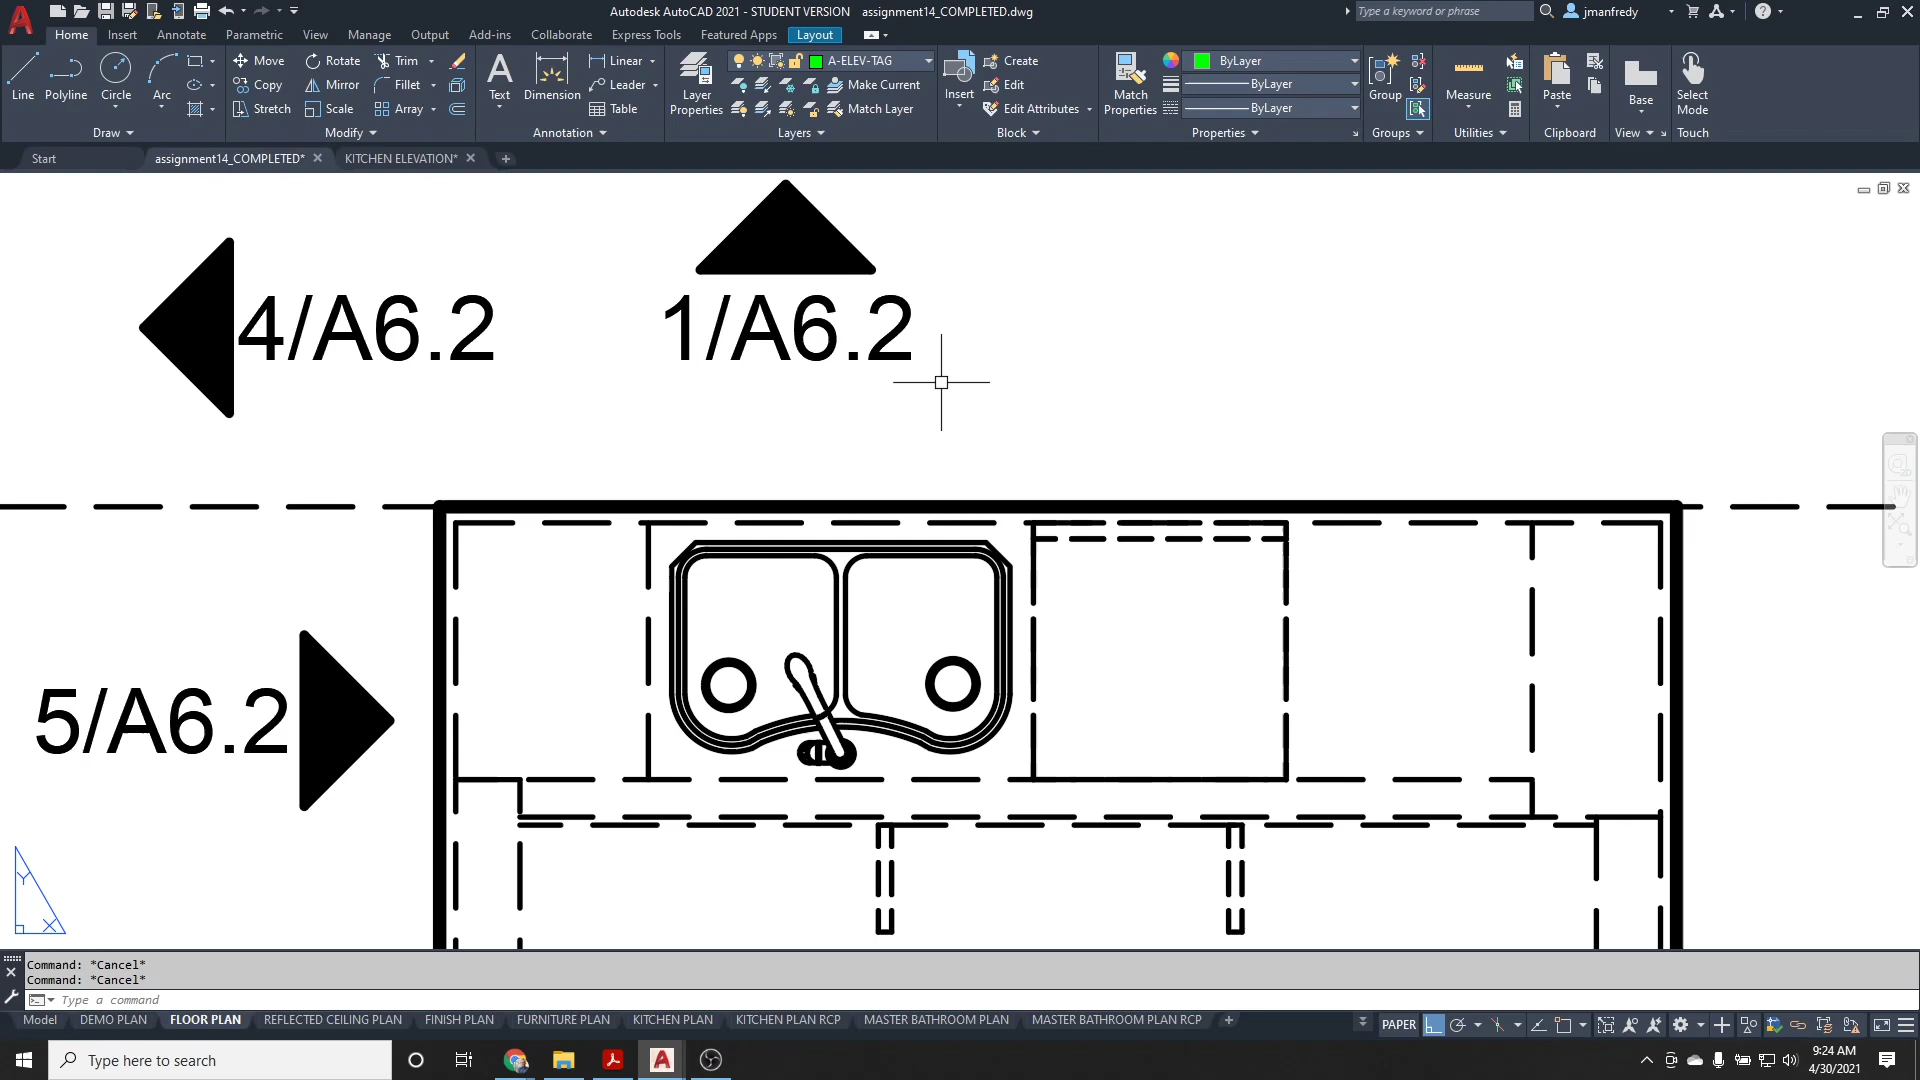 Autodesk AutoCAD 2021 - STUDENT VERSION assignment14_COMPLETED.dwg
Type a keyword or phrase
jmanfredy
Home Insert Annotate Parametric View Manage Output Add-ins Collaborate Express Tools Featured Apps Layout
Line
Polyline
Circle
Arc
Draw
Move
Rotate
Trim
Copy
Mirror
Fillet
Stretch
Scale
Array
Modify
Text
Dimension
Linear
Leader
Table
Annotation
Layer
Properties
A-ELEV-TAG
Make Current
Match Layer
Layers
Insert
Create
Edit
Edit Attributes
Block
Match
Properties
ByLayer
ByLayer
ByLayer
Properties
Group
Groups
Measure
Utilities
Paste
Clipboard
Base
View
Select
Mode
Touch
Start
assignment14_COMPLETED*
KITCHEN ELEVATION*
4/A6.2
1/A6.2
5/A6.2
Y
X
Command: *Cancel*
Command: *Cancel*
Type a command
Model DEMO PLAN FLOOR PLAN REFLECTED CEILING PLAN FINISH PLAN FURNITURE PLAN KITCHEN PLAN KITCHEN PLAN RCP MASTER BATHROOM PLAN MASTER BATHROOM PLAN RCP
PAPER
Type here to search
9:24 AM
4/30/2021